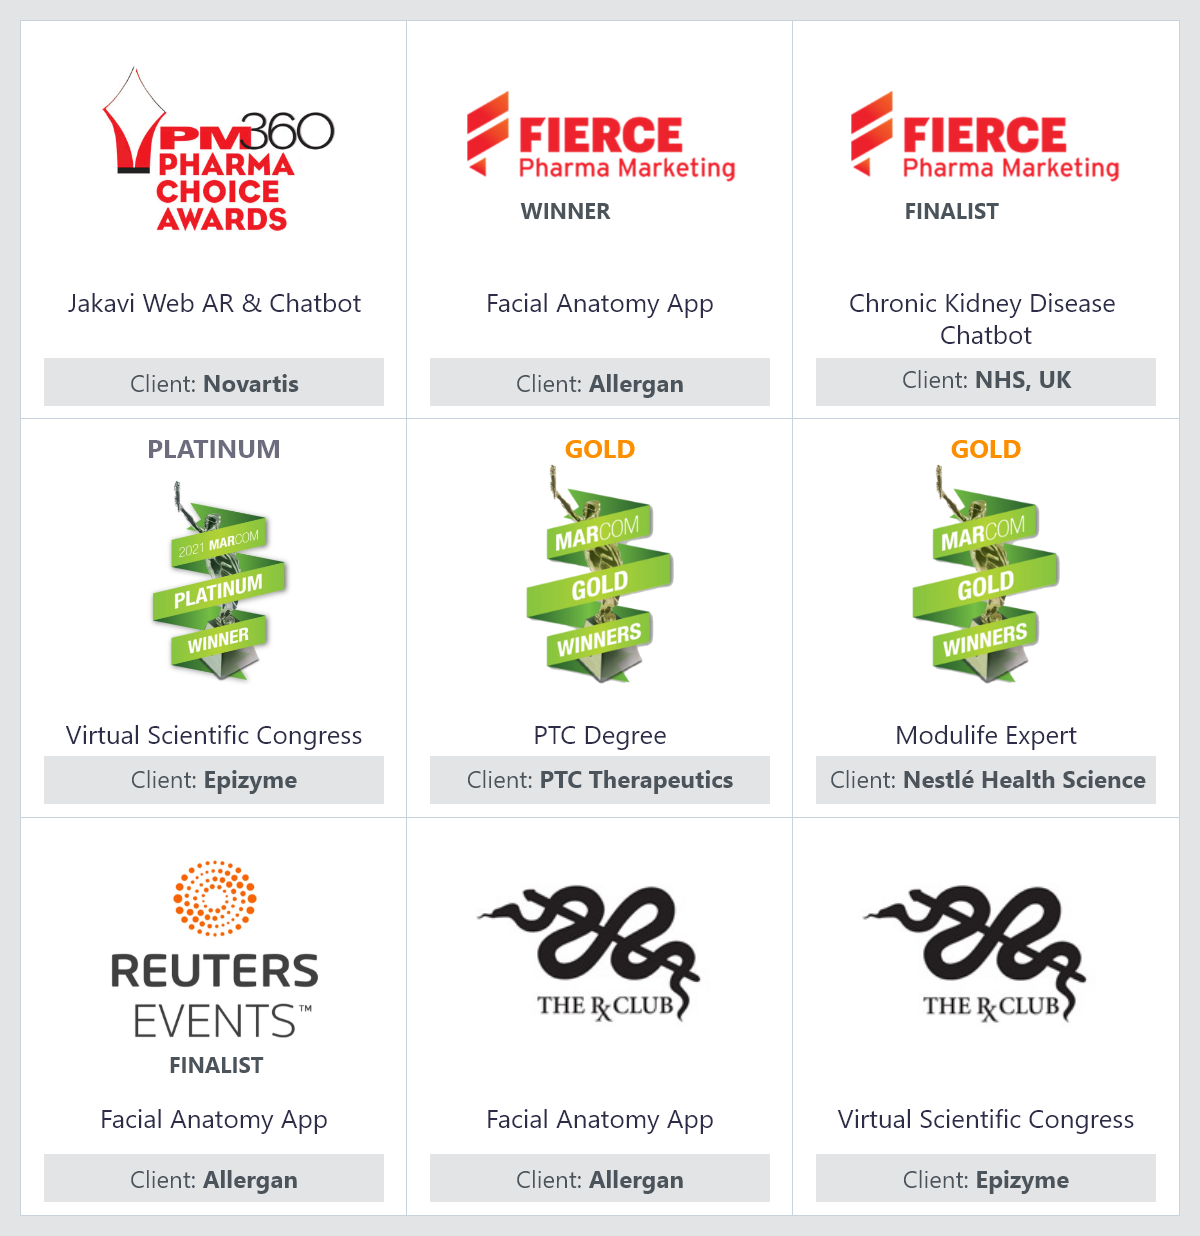 PM360
PHARMA
CHOICE
AWARDS
Jakavi Web AR & Chatbot
Client: Novartis
FIERCE
Pharma Marketing
WINNER
Facial Anatomy App
Client: Allergan
FIERCE
Pharma Marketing
FINALIST
Chronic Kidney Disease
Chatbot
Client: NHS, UK
PLATINUM
2021 MARCOM
PLATINUM
WINNER
Virtual Scientific Congress
Client: Epizyme
GOLD
MARCOM
GOLD
WINNERS
PTC Degree
Client: PTC Therapeutics
GOLD
MARCOM
GOLD
WINNERS
Modulife Expert
Client: Nestlé Health Science
REUTERS
EVENTS™
FINALIST
Facial Anatomy App
Client: Allergan
THE Rx CLUB
Facial Anatomy App
Client: Allergan
THE Rx CLUB
Virtual Scientific Congress
Client: Epizyme